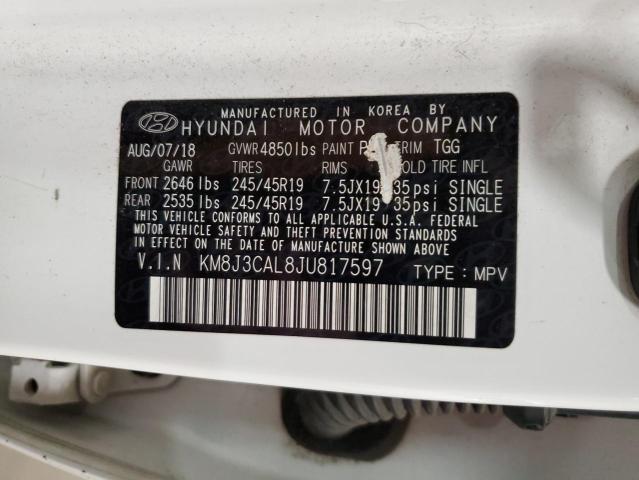 MANUFACTURED IN KOREA BY
HYUNDAI MOTOR COMPANY
AUG/07/18 GVWR 4850lbs PAINT TRIM TGG
GAWR TIRES RIMS COLD TIRE INFL
FRONT 2646 lbs 245/45R19 7.5JX19 35psi SINGLE
REAR 2535 lbs 245/45R19 7.5JX19 35psi SINGLE
THIS VEHICLE CONFORMS TO ALL APPLICABLE U.S.A. FEDERAL
MOTOR VEHICLE SAFETY AND THEFT PREVENTION STANDARDS
IN EFFECT ON THE DATE OF MANUFACTURE SHOWN ABOVE.
V.I.N KM8J3CAL8JU817597 TYPE : MPV